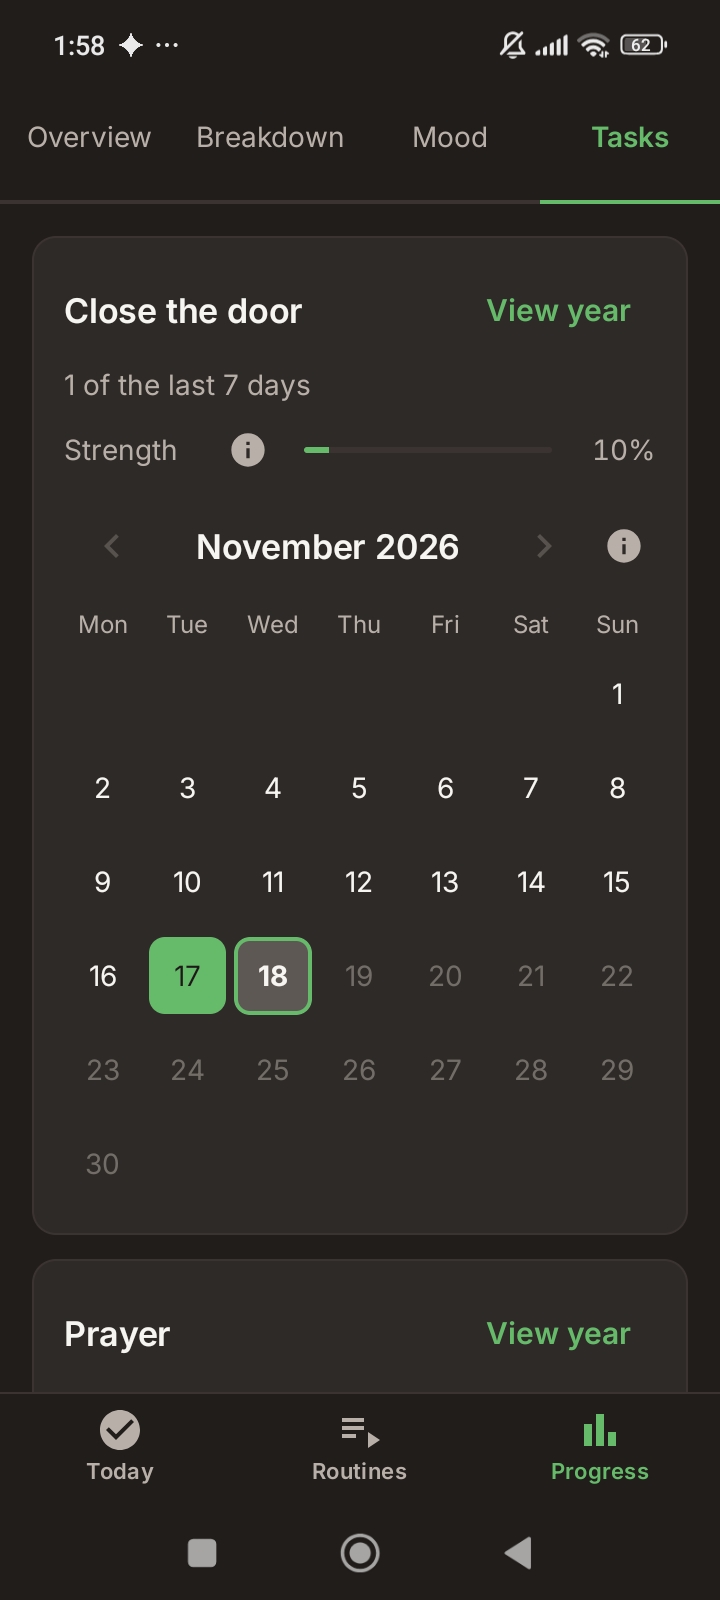 1:58
62
Overview Breakdown Mood Tasks
Close the door View year
1 of the last 7 days
Strength 10%
November 2026
Mon Tue Wed Thu Fri Sat Sun
1
2 3 4 5 6 7 8
9 10 11 12 13 14 15
16 17 18 19 20 21 22
23 24 25 26 27 28 29
30
Prayer View year
Today Routines Progress